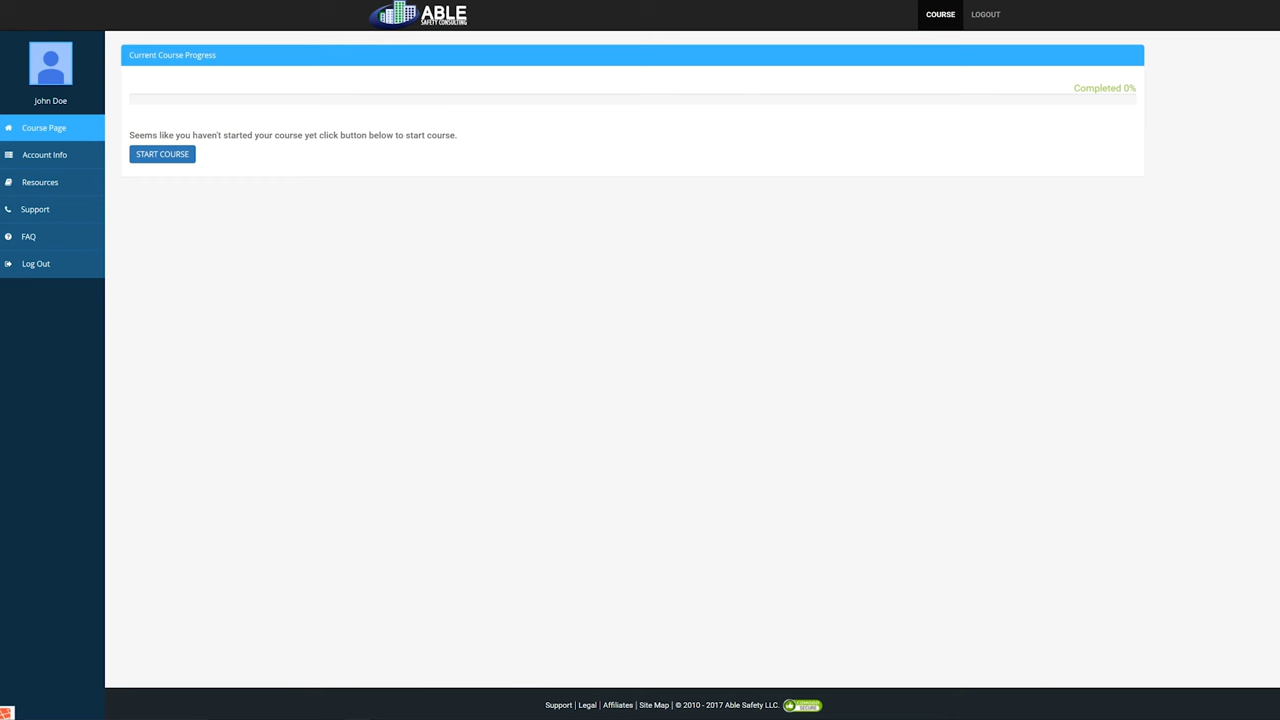 ABLE
SAFETY CONSULTING
COURSE
LOGOUT
John Doe
Course Page
Account Info
Resources
Support
FAQ
Log Out
Current Course Progress
Completed 0%
Seems like you haven't started your course yet click button below to start course.
START COURSE
Support | Legal | Affiliates | Site Map | © 2010 - 2017 Able Safety LLC.
SECURE